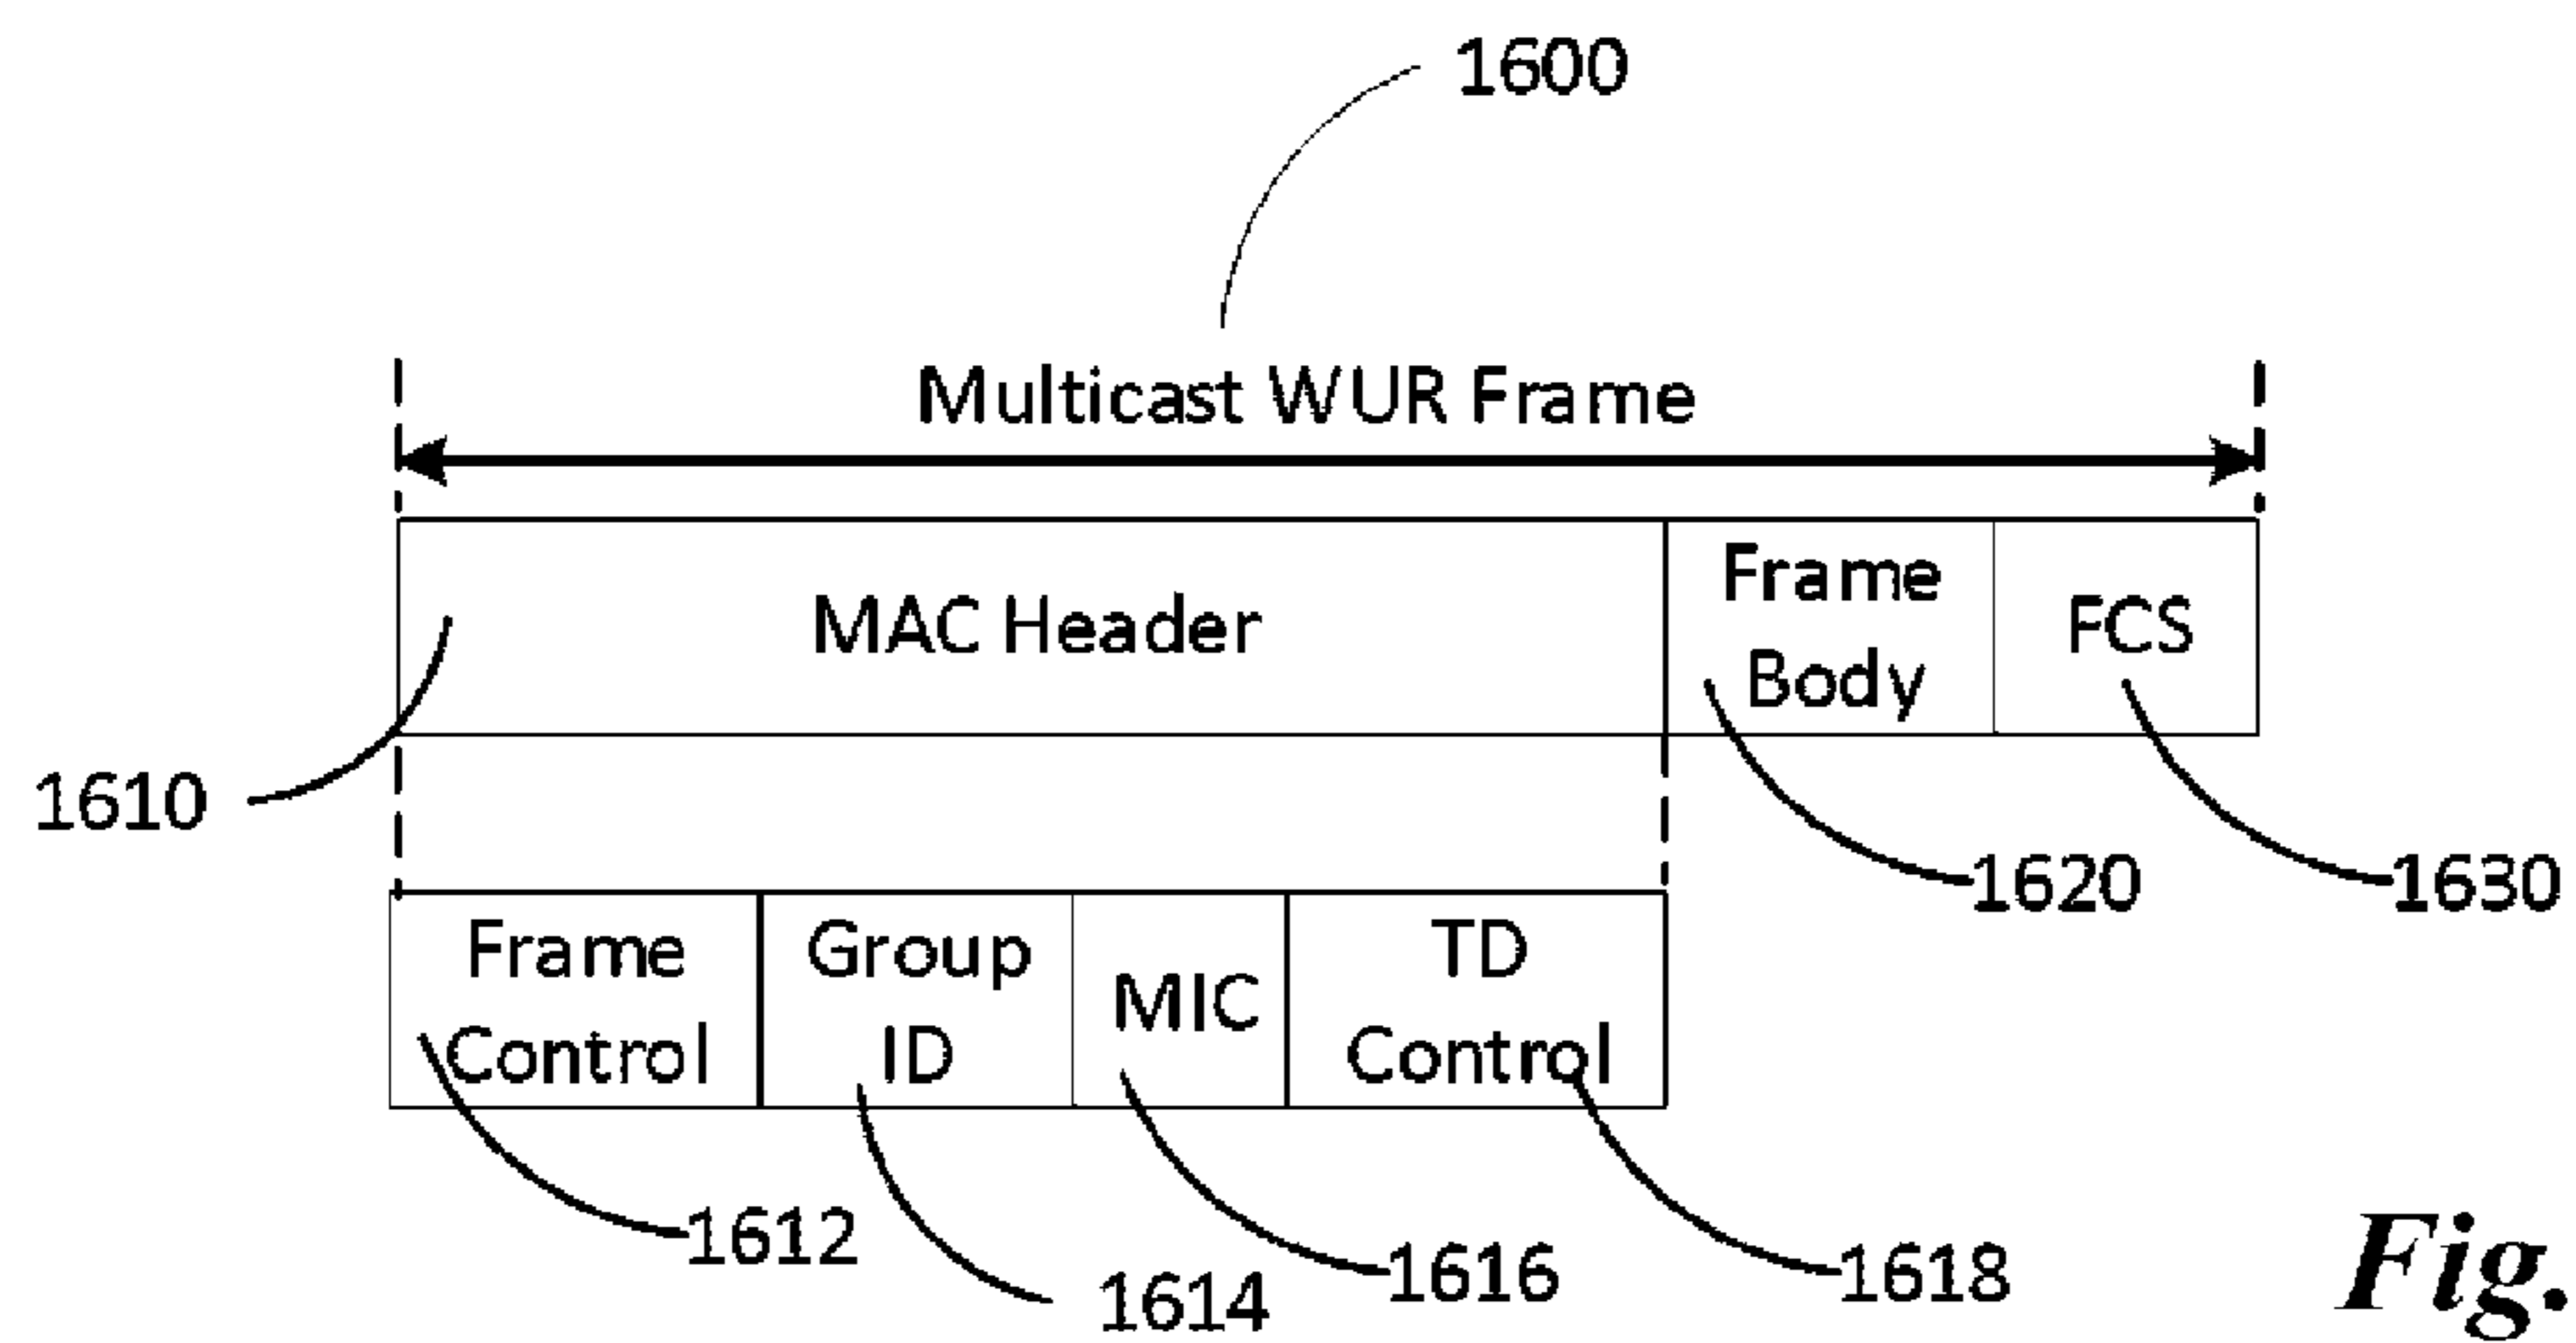 1600
Multicast WUR Frame
MAC Header
Frame
Body
FCS
1610
1620
1630
Frame
Control
Group
ID
MIC
TD
Control
1612
1614
1616
1618
Fig.